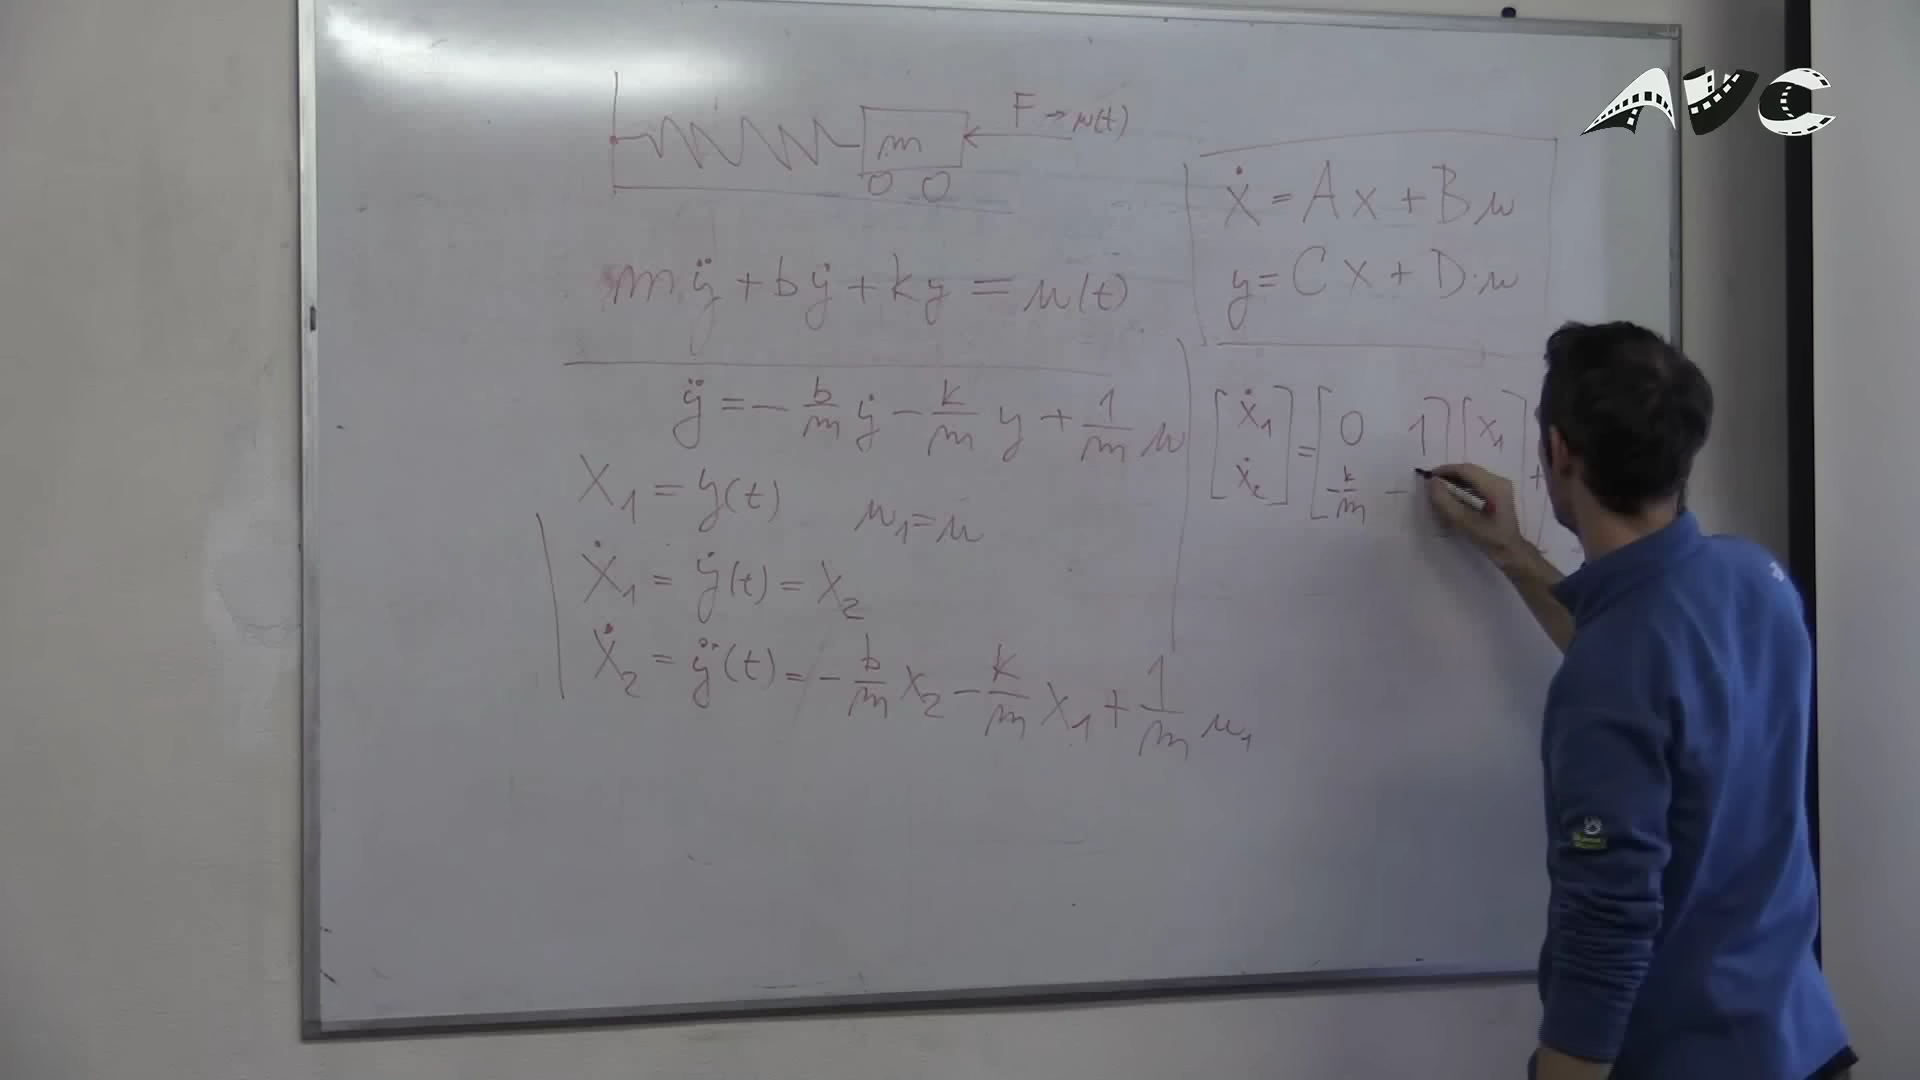 AVC
m
F → u(t)
mÿ + bẏ + ky = u(t)
ẋ = Ax + Bu
y = Cx + D·u
ÿ = - b/m ẏ - k/m y + 1/m u
x₁ = y(t)
u₁ = u
ẋ₁ = ẏ(t) = x₂
ẋ₂ = ÿ(t) = - b/m x₂ - k/m x₁ + 1/m u₁
[ẋ₁] = [0 1] [x₁] +
[ẋ₂] [-k/m -